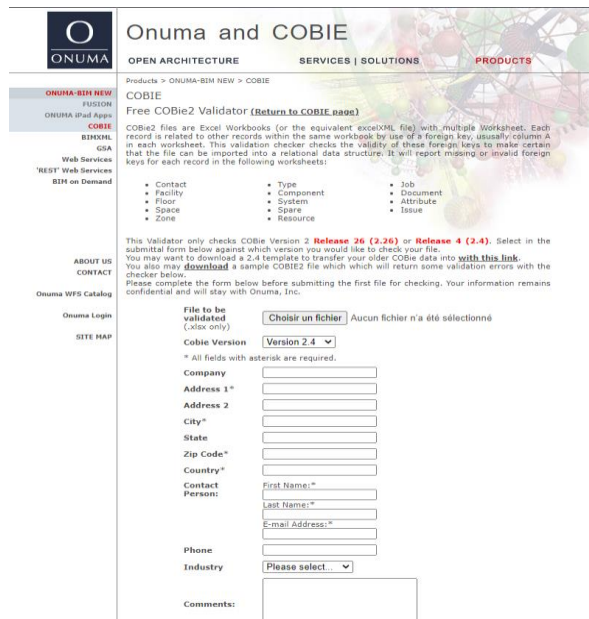 ONUMA
Onuma and COBIE
OPEN ARCHITECTURE SERVICES | SOLUTIONS PRODUCTS
ONUMA-BIM NEW
FUSION
ONUMA iPad Apps
COBIE
BIMXML
GSA
Web Services
'REST' Web Services
BIM on Demand
ABOUT US
CONTACT
Onuma WFS Catalog
Onuma Login
SITE MAP
Products > ONUMA-BIM NEW > COBIE
COBIE
Free COBie2 Validator (Return to COBIE page)
COBie2 files are Excel Workbooks (or the equivalent excelXML file) with multiple Worksheet. Each
record is related to other records within the same workbook by use of a foreign key, ususally column A
in each worksheet. This validation checker checks the validity of these foreign keys to make certain
that the file can be imported into a relational data structure. It will report missing or invalid foreign
keys for each record in the following worksheets:
• Contact
• Facility
• Floor
• Space
• Zone
• Type
• Component
• System
• Spare
• Resource
• Job
• Document
• Attribute
• Issue
This Validator only checks COBie Version 2 Release 26 (2.26) or Release 4 (2.4). Select in the
submittal form below against which version you would like to check your file.
You may want to download a 2.4 template to transfer your older COBie data into with this link.
You also may download a sample COBIE2 file which which will return some validation errors with the
checker below.
Please complete the form below before submitting the first file for checking. Your information remains
confidential and will stay with Onuma, Inc.
File to be
validated
(.xlsx only)
Choisir un fichier Aucun fichier n'a été sélectionné
Cobie Version Version 2.4
* All fields with asterisk are required.
Company
Address 1*
Address 2
City*
State
Zip Code*
Country*
Contact
Person:
First Name:*
Last Name:*
E-mail Address:*
Phone
Industry Please select...
Comments: